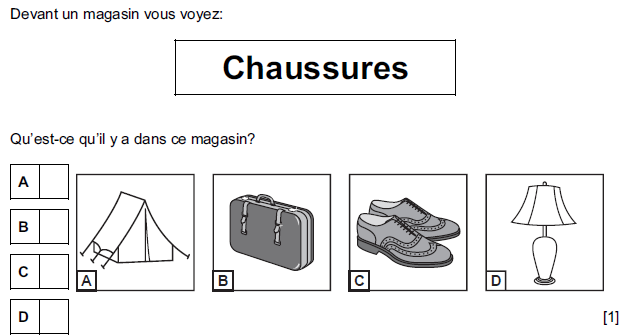 Devant un magasin vous voyez:
Chaussures
Qu'est-ce qu'il y a dans ce magasin?
A
B
C
D
A
B
C
D
[1]